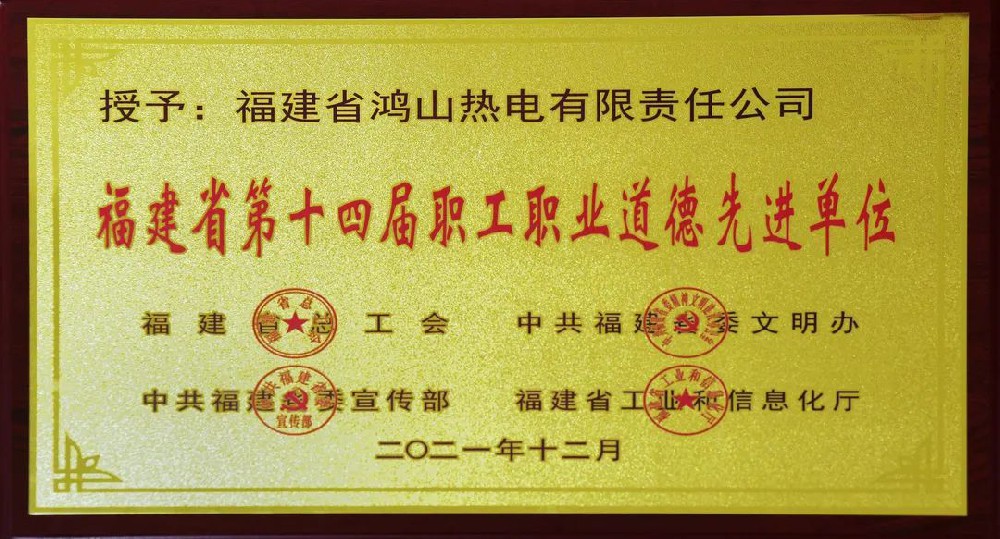 授予：福建省鸿山热电有限责任公司
福建省第十四届职工职业道德先进单位
福建省总工会 中共福建省委文明办
中共福建省委宣传部 福建省工业和信息化厅
二〇二一年十二月